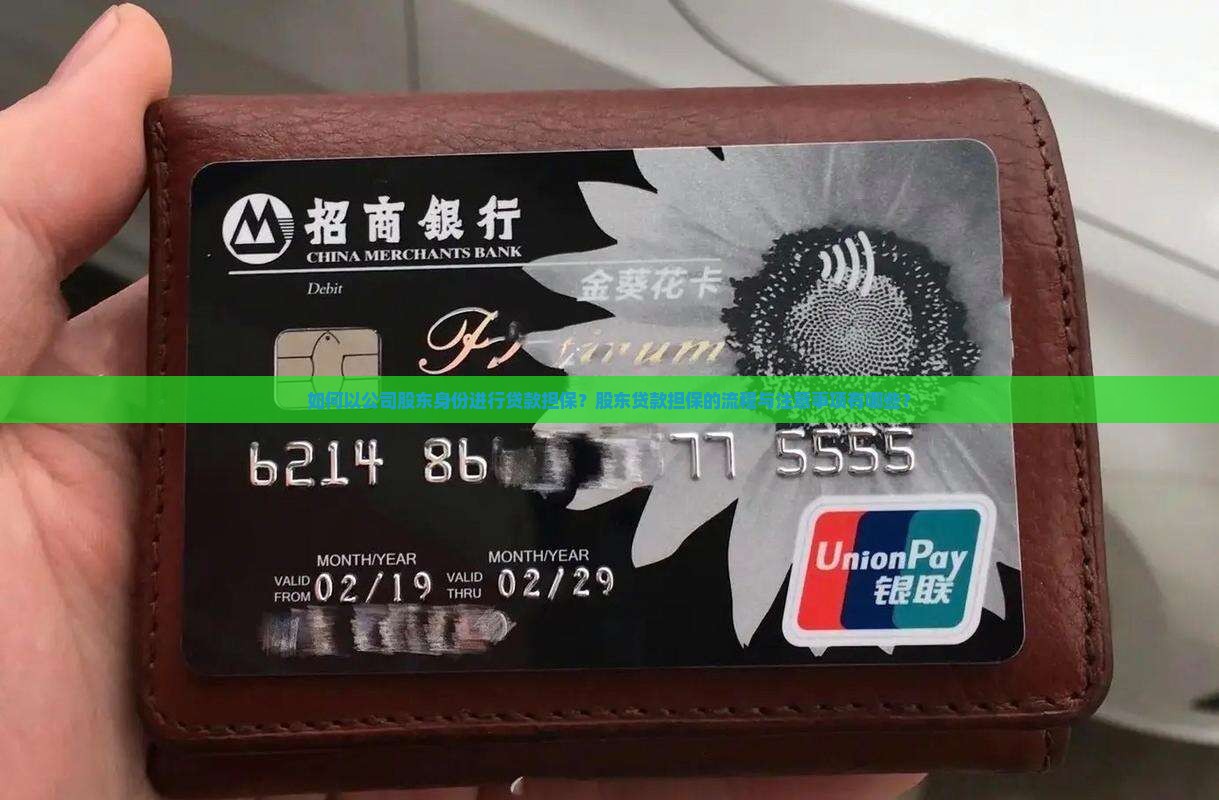 招商銀行
CHINA MERCHANTS BANK
Debit
金葵花卡
如何以公司股东身份进行贷款担保？股东贷款担保的流程与注意事项有哪些？
6214 86 77 5555
MONTH/YEAR MONTH/YEAR
VALID FROM 02/19 VALID THRU 02/29
UnionPay
银联